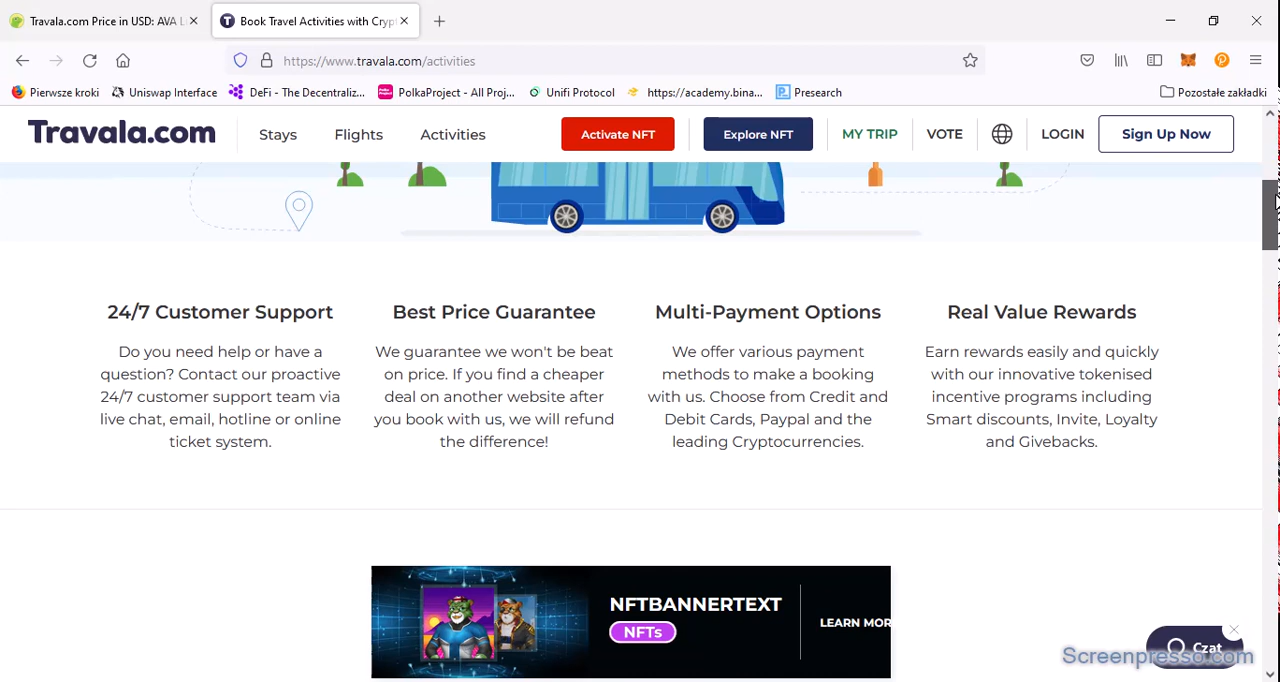 Travala.com Price in USD: AVA L
Book Travel Activities with Cryp
https://www.travala.com/activities
Pierwsze kroki
Uniswap Interface
DeFi - The Decentraliz...
PolkaProject - All Proj...
Unifi Protocol
https://academy.bina...
Presearch
Pozostałe zakładki
Travala.com
Stays
Flights
Activities
Activate NFT
Explore NFT
MY TRIP
VOTE
LOGIN
Sign Up Now
24/7 Customer Support
Do you need help or have a
question? Contact our proactive
24/7 customer support team via
live chat, email, hotline or online
ticket system.
Best Price Guarantee
We guarantee we won't be beat
on price. If you find a cheaper
deal on another website after
you book with us, we will refund
the difference!
Multi-Payment Options
We offer various payment
methods to make a booking
with us. Choose from Credit and
Debit Cards, Paypal and the
leading Cryptocurrencies.
Real Value Rewards
Earn rewards easily and quickly
with our innovative tokenised
incentive programs including
Smart discounts, Invite, Loyalty
and Givebacks.
NFTBANNERTEXT
NFTs
LEARN MOR
Czat
Screenpresso.com